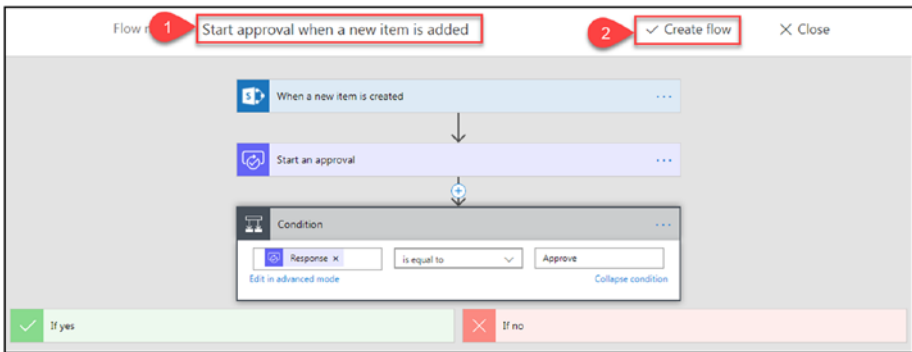 Flow 1 Start approval when a new item is added 2 Create flow Close
When a new item is created
Start an approval
Condition
Response × is equal to Approve
Edit in advanced mode Collapse condition
If yes If no